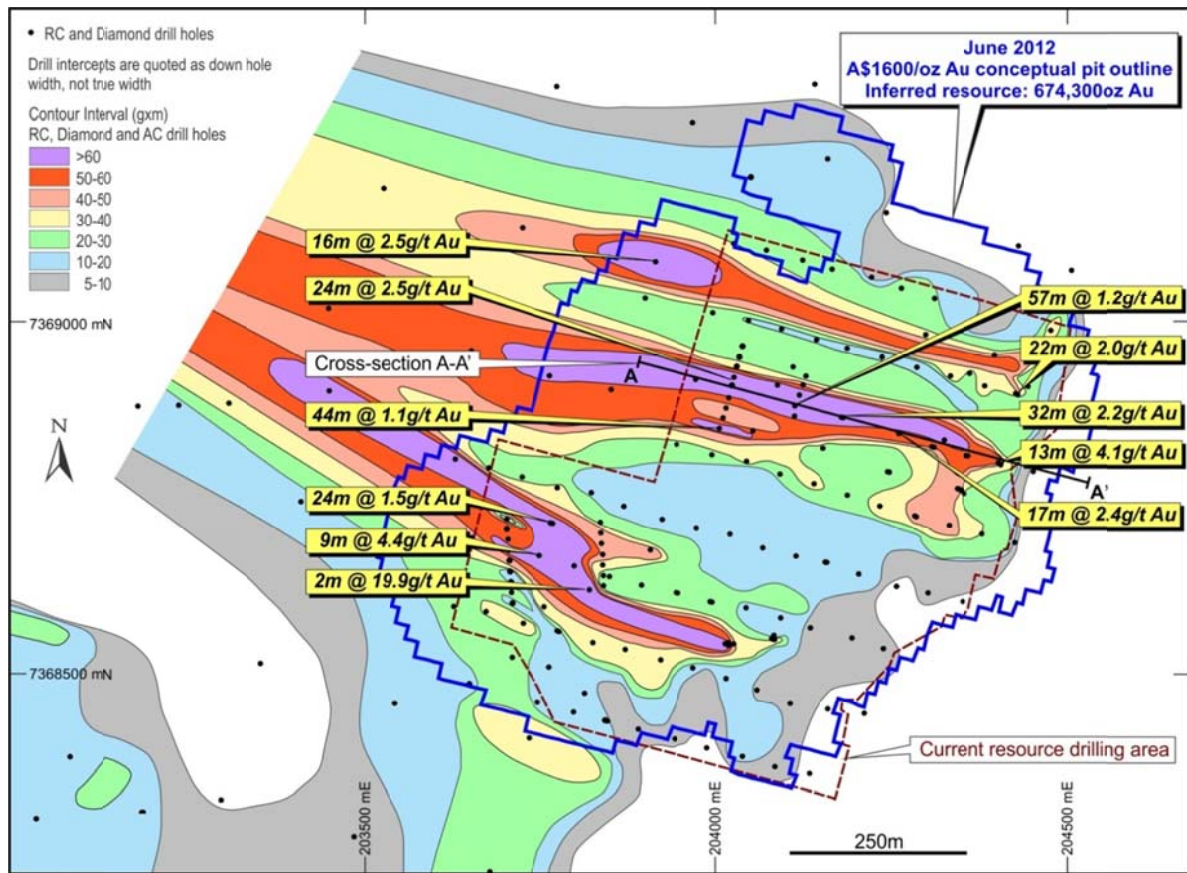 • RC and Diamond drill holes
Drill intercepts are quoted as down hole
width, not true width
Contour Interval (gxm)
RC, Diamord and AC drill holes
>60
50-60
40-50
30-40
20-30
10-20
5-10
June 2012
A$1600/oz Au conceptual pit outline
Inferred resource: 674,300oz Au
16m @ 2.5g/t Au
24m @ 2.5g/t Au
57m @ 1.2g/t Au
7369000 mN
22m @ 2.0g/t Au
Cross-section A-A'
A
44m @ 1.1g/t Au
32m @ 2.2g/t Au
N
13m @ 4.1g/t Au
A'
24m @ 1.5g/t Au
17m @ 2.4g/t Au
9m @ 4.4g/t Au
2m @ 19.9g/t Au
7368500 mN
Current resource drilling area
203500 mE
204000 mE
204500 mE
250m